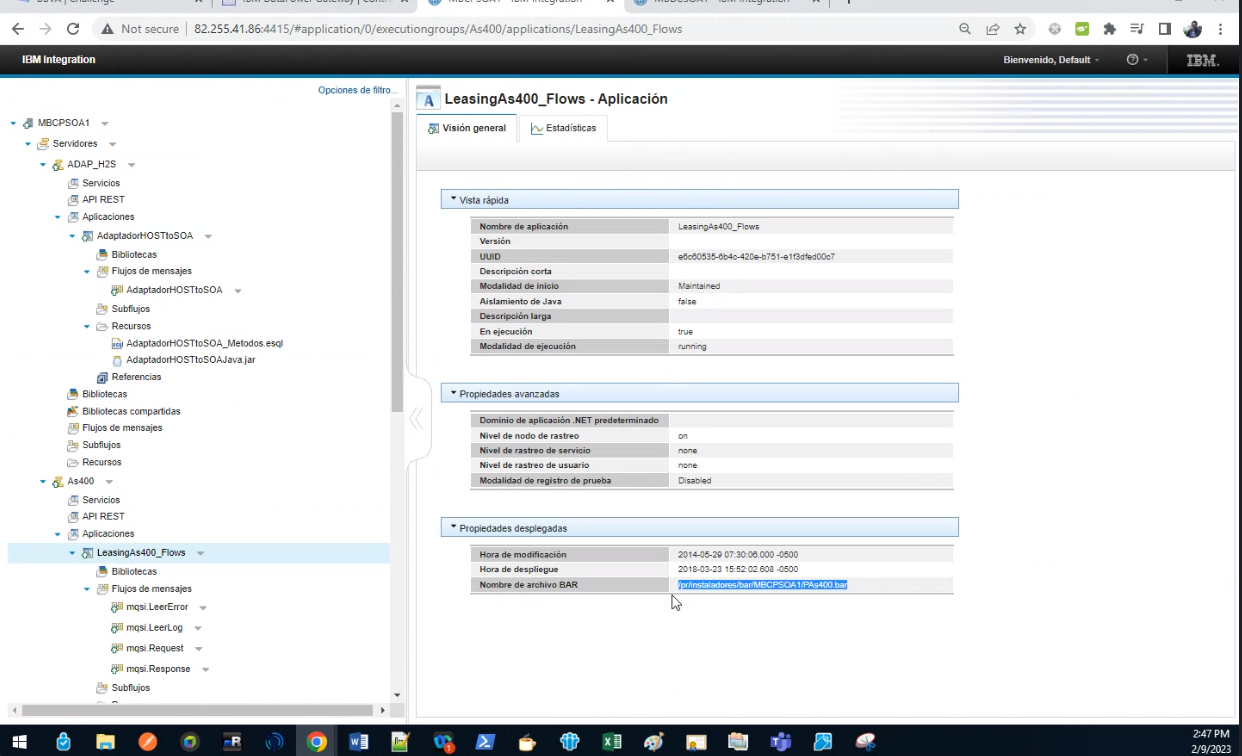 Challenge
IBM DataPower Gateway
Integration
Integration
Not secure
82.255.41.86:4415/#application/0/executiongroups/As400/applications/LeasingAs400_Flows
IBM Integration
Bienvenido, Default
IBM.
Opciones de filtro...
MBCPSOA1
Servidores
ADAP_H2S
Servicios
API REST
Aplicaciones
AdaptadorHOSTtoSOA
Bibliotecas
Flujos de mensajes
AdaptadorHOSTtoSOA
Subflujos
Recursos
AdaptadorHOSTtoSOA_Metodos.esql
AdaptadorHOSTtoSOAJava.jar
Referencias
Bibliotecas
Bibliotecas compartidas
Flujos de mensajes
Subflujos
Recursos
As400
Servicios
API REST
Aplicaciones
LeasingAs400_Flows
Bibliotecas
Flujos de mensajes
mqsi.LeerError
mqsi.LeerLog
mqsi.Request
mqsi.Response
Subflujos
LeasingAs400_Flows - Aplicación
Visión general
Estadísticas
Vista rápida
Nombre de aplicación LeasingAs400_Flows
Versión
UUID e6c60535-6b4c-420e-b751-e1f3dfed00c7
Descripción corta
Modalidad de inicio Maintained
Aislamiento de Java false
Descripción larga
En ejecución true
Modalidad de ejecución running
Propiedades avanzadas
Dominio de aplicación .NET predeterminado
Nivel de nodo de rastreo on
Nivel de rastreo de servicio none
Nivel de rastreo de usuario none
Modalidad de registro de prueba Disabled
Propiedades desplegadas
Hora de modificación 2014-05-29 07:30:06.000 -0500
Hora de despliegue 2018-03-23 15:52:02.608 -0500
Nombre de archivo BAR /pr/instaladores/bar/MBCPSOA1/PAs400.bar
2:47 PM
2/9/2023